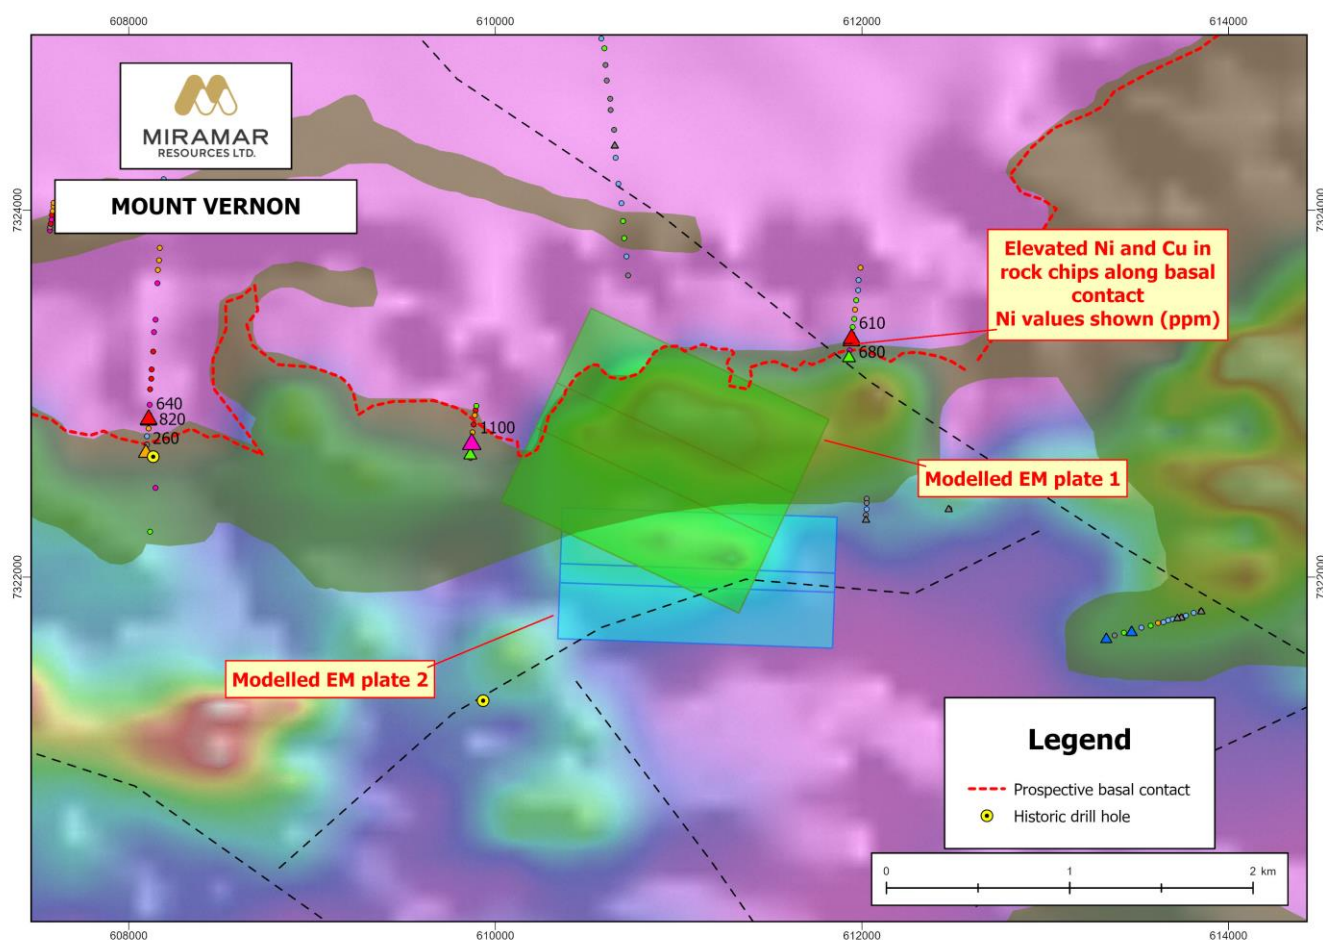 608000
610000
612000
614000
MIRAMAR
RESOURCES LTD.
MOUNT VERNON
7324000
7324000
Elevated Ni and Cu in
rock chips along basal
contact
Ni values shown (ppm)
610
680
640
820
260
1100
Modelled EM plate 1
7322000
7322000
Modelled EM plate 2
Legend
Prospective basal contact
Historic drill hole
0
1
2 km
608000
610000
612000
614000